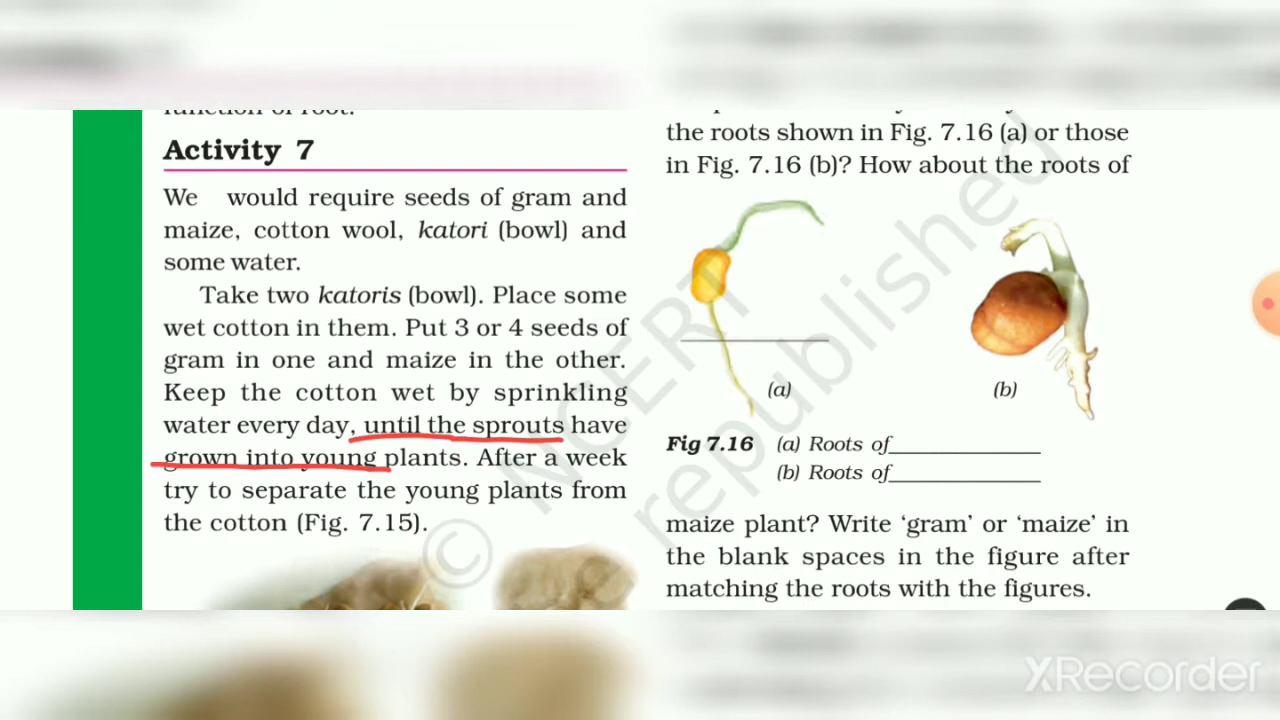 function of root.
Activity 7
We would require seeds of gram and
maize, cotton wool, katori (bowl) and
some water.
Take two katoris (bowl). Place some
wet cotton in them. Put 3 or 4 seeds of
gram in one and maize in the other.
Keep the cotton wet by sprinkling
water every day, until the sprouts have
grown into young plants. After a week
try to separate the young plants from
the cotton (Fig. 7.15).
the roots shown in Fig. 7.16 (a) or those
in Fig. 7.16 (b)? How about the roots of
(a)
(b)
Fig 7.16 (a) Roots of______________
(b) Roots of______________
maize plant? Write ‘gram’ or ‘maize’ in
the blank spaces in the figure after
matching the roots with the figures.
© NCERT
republished
XRecorder